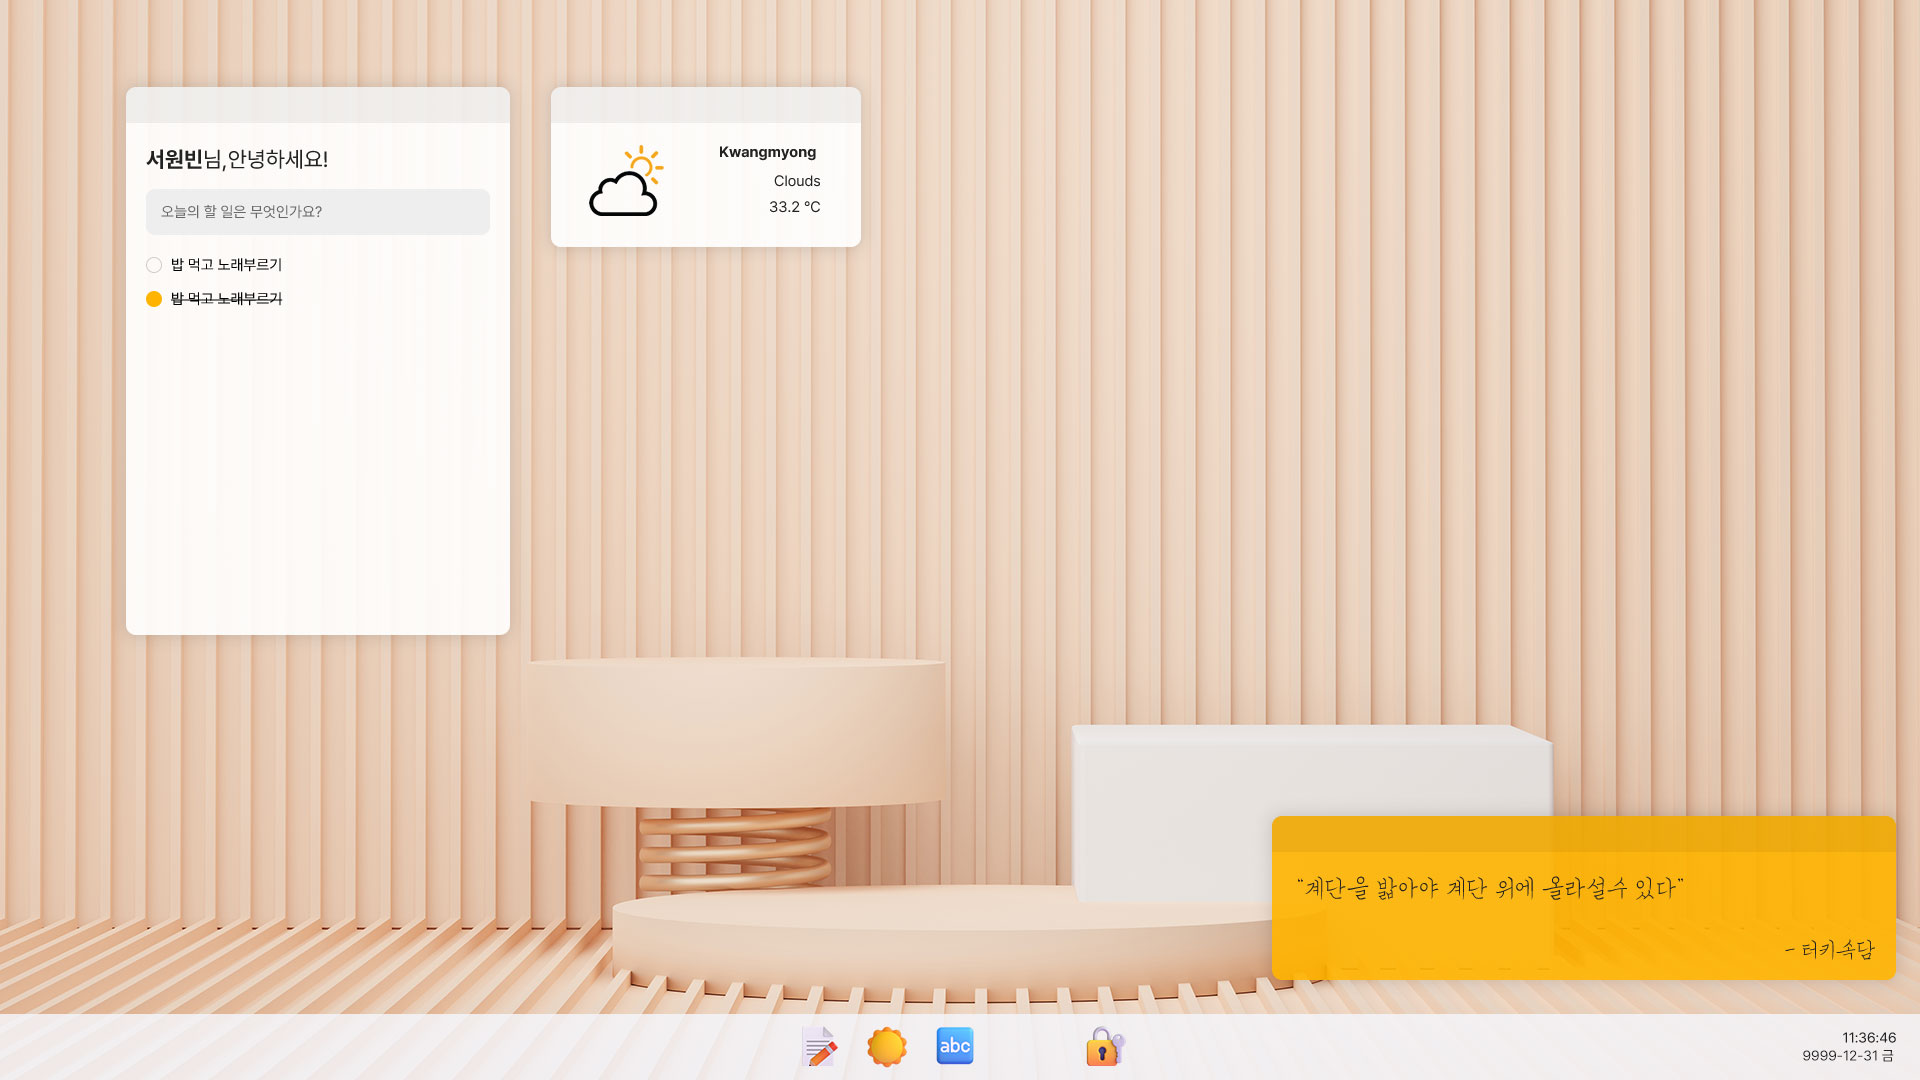 서원빈님,안녕하세요!
오늘의 할 일은 무엇인가요?
밥 먹고 노래부르기
밥 먹고 노래부르기
Kwangmyong
Clouds
33.2 °C
"계단을 밟아야 계단 위에 올라설수 있다"
- 터키속담
abc
11:36:46
9999-12-31 금